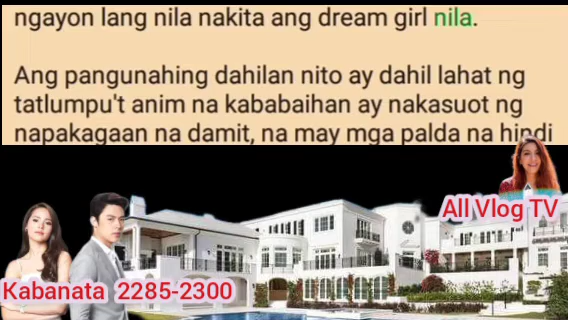 ngayon lang nila nakita ang dream girl nila.
Ang pangunahing dahilan nito ay dahil lahat ng
tatlumpu't anim na kababaihan ay nakasuot ng
napakagaan na damit, na may mga palda na hindi
All Vlog TV
Kabanata 2285-2300